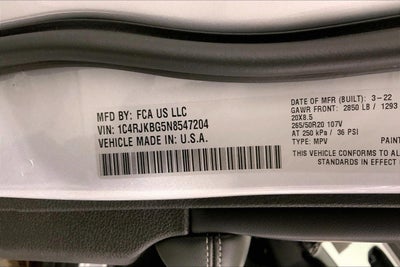 MFD BY: FCA US LLC
VIN: 1C4RJKBG5N8547204
VEHICLE MADE IN: U.S.A.
DATE OF MFR (BUILT): 3-22
GAWR FRONT: 2850 LB / 1293
20X8.5
265/50R20 107V
AT 250 kPa / 36 PSI
TYPE: MPV PAINT:
THIS VEHICLE CONFORMS TO ALL
STANDARDS IN EFFECT